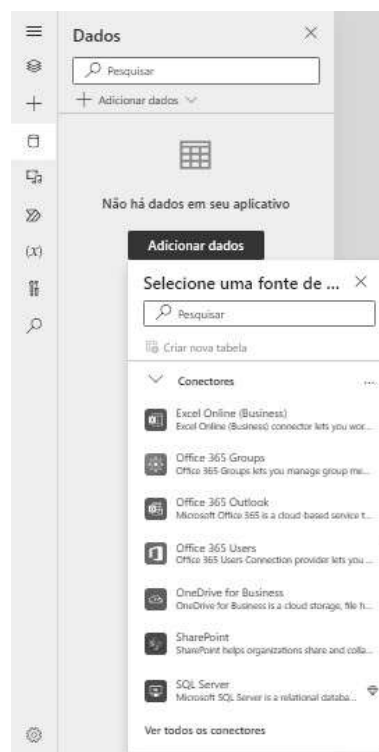 Dados
Pesquisar
Adicionar dados
Não há dados em seu aplicativo
Adicionar dados
Selecione uma fonte de ...
Pesquisar
Criar nova tabela
Conectores
...
Excel Online (Business)
Excel Online (Business) connector lets you wor...
Office 365 Groups
Office 365 Groups lets you manage group me...
Office 365 Outlook
Microsoft Office 365 is a cloud-based service t...
Office 365 Users
Office 365 Users Connection provider lets you ...
OneDrive for Business
OneDrive for Business is a cloud storage, file h...
SharePoint
SharePoint helps organizations share and colla...
SQL Server
Microsoft SQL Server is a relational databa...
Ver todos os conectores
(x)